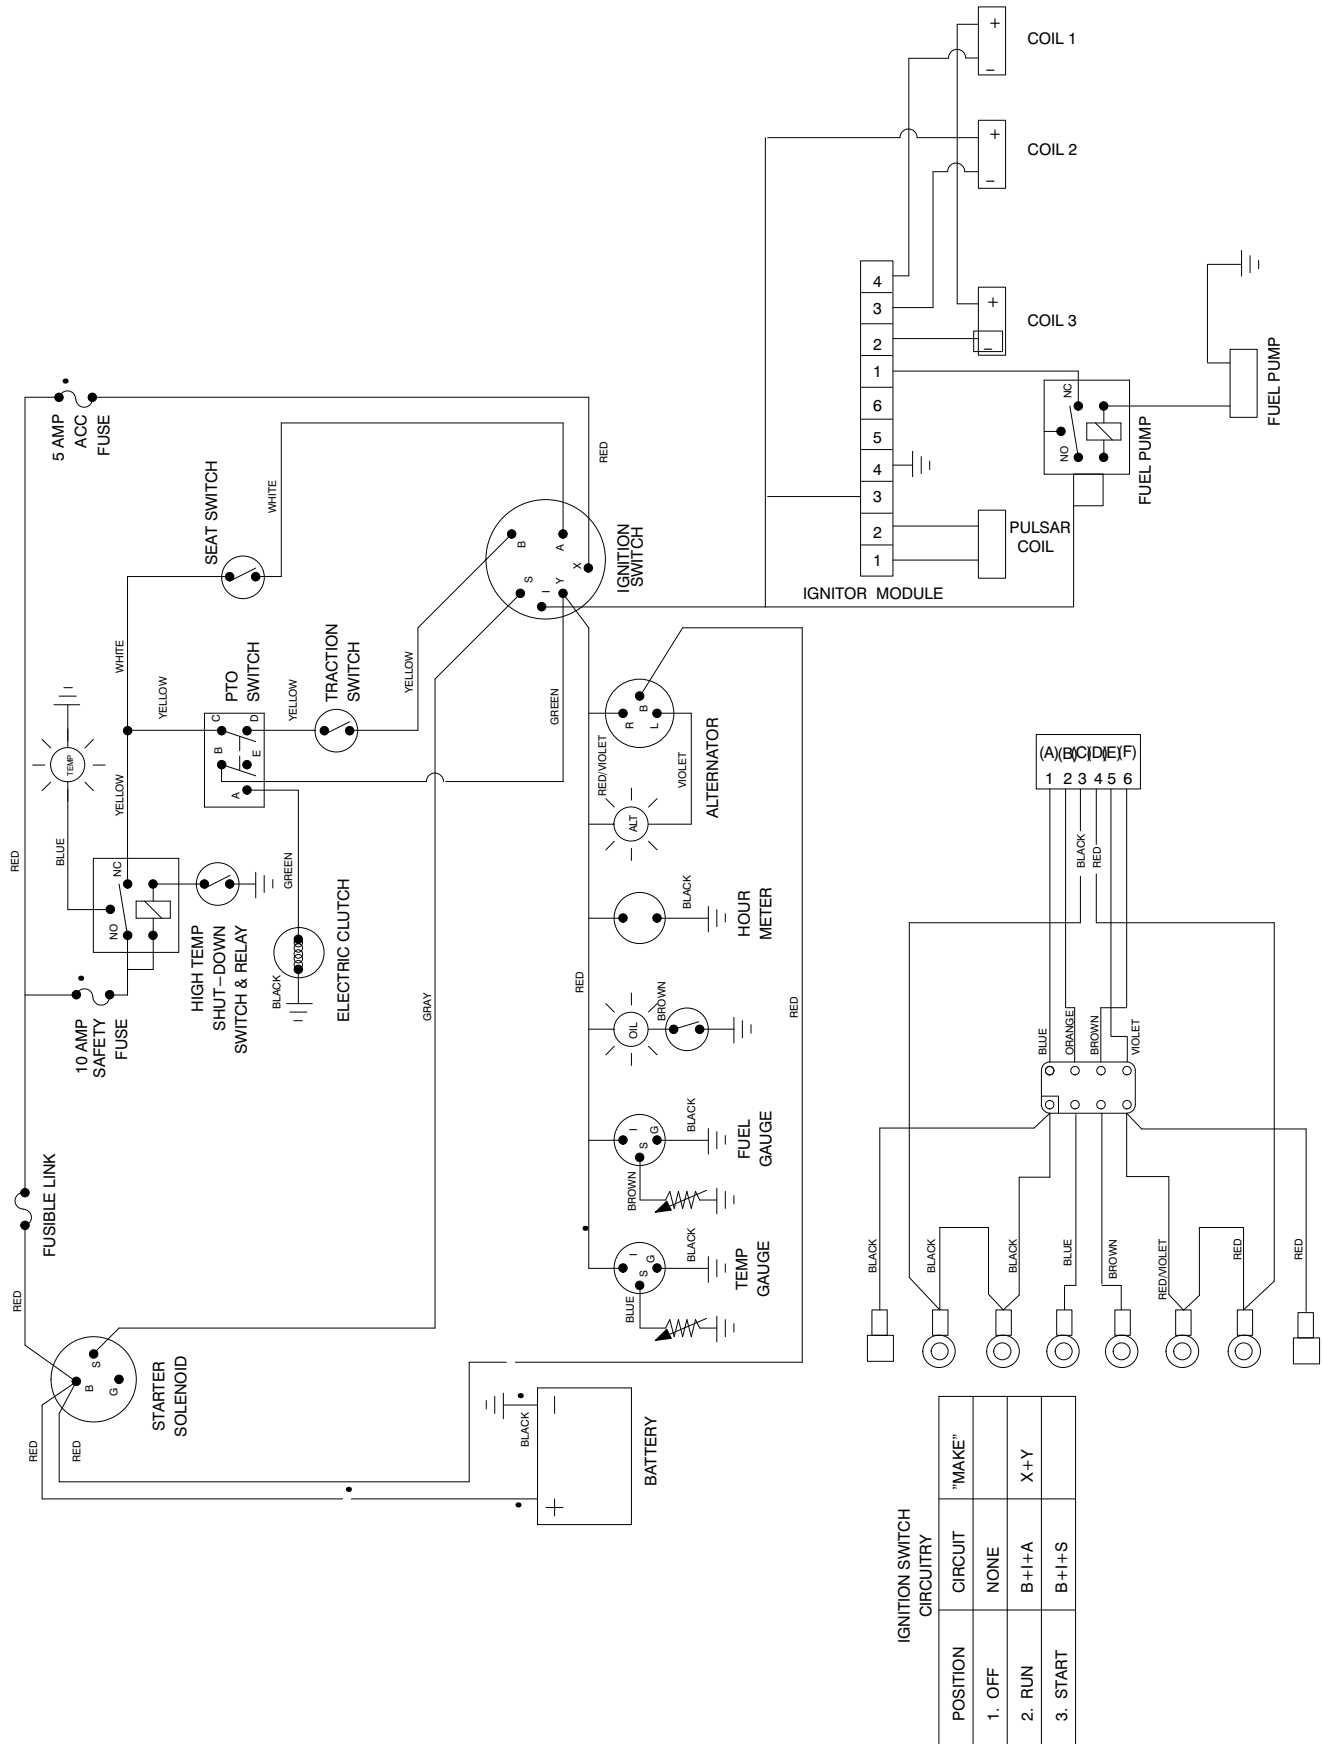 COIL 1
+
–
COIL 2
+
–
COIL 3
+
–
4
3
2
1
6
5
4
3
2
1
IGNITOR MODULE
PULSAR
COIL
FUEL PUMP
NC
NO
FUEL PUMP
5 AMP
ACC
FUSE
RED
SEAT SWITCH
WHITE
WHITE
RED
IGNITION
SWITCH
B
A
X
S
I
Y
TRACTION
SWITCH
YELLOW
PTO
SWITCH
YELLOW
YELLOW
C
D
B
E
A
GREEN
TEMP
BLUE
YELLOW
NC
NO
HIGH TEMP
SHUT–DOWN
SWITCH & RELAY
GREEN
BLACK
ELECTRIC CLUTCH
10 AMP
SAFETY
FUSE
GRAY
ALTERNATOR
R
B
L
RED/VIOLET
VIOLET
ALT
HOUR
METER
BLACK
RED
OIL
BROWN
RED
FUEL
GAUGE
I
S
G
BLACK
BROWN
TEMP
GAUGE
I
S
G
BLACK
BLUE
FUSIBLE LINK
RED
STARTER
SOLENOID
S
B
G
RED
RED
BLACK
–
+
BATTERY
(A)(B)(C)(D)(E)(F)
1 2 3 4 5 6
BLACK
RED
BLUE
ORANGE
BROWN
VIOLET
BLACK
BLACK
BLACK
BLUE
BROWN
RED/VIOLET
RED
RED
IGNITION SWITCH
CIRCUITRY
POSITION CIRCUIT "MAKE"
1. OFF NONE
2. RUN B+I+A X+Y
3. START B+I+S